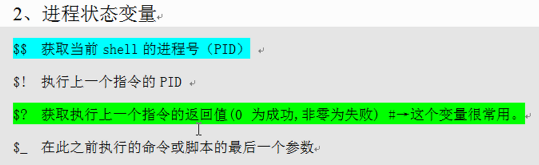 2、进程状态变量
$$ 获取当前 shell 的进程号（PID）
$! 执行上一个指令的 PID
$? 获取执行上一个指令的返回值(0 为成功,非零为失败) #→这个变量很常用。
$_ 在此之前执行的命令或脚本的最后一个参数